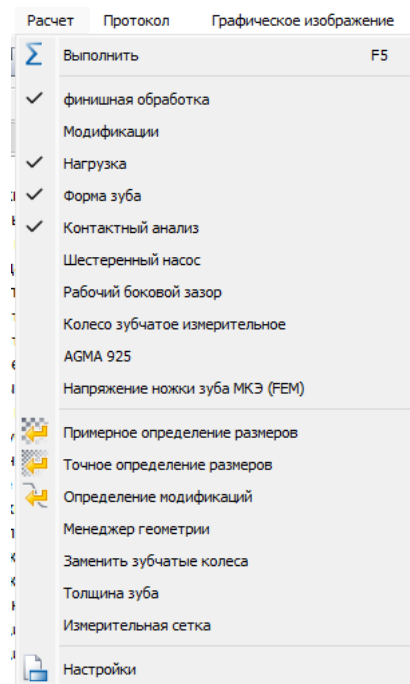 Расчет Протокол Графическое изображение
Выполнить F5
финишная обработка
Модификации
Нагрузка
Форма зуба
Контактный анализ
Шестеренный насос
Рабочий боковой зазор
Колесо зубчатое измерительное
AGMA 925
Напряжение ножки зуба МКЭ (FEM)
Примерное определение размеров
Точное определение размеров
Определение модификаций
Менеджер геометрии
Заменить зубчатые колеса
Толщина зуба
Измерительная сетка
Настройки